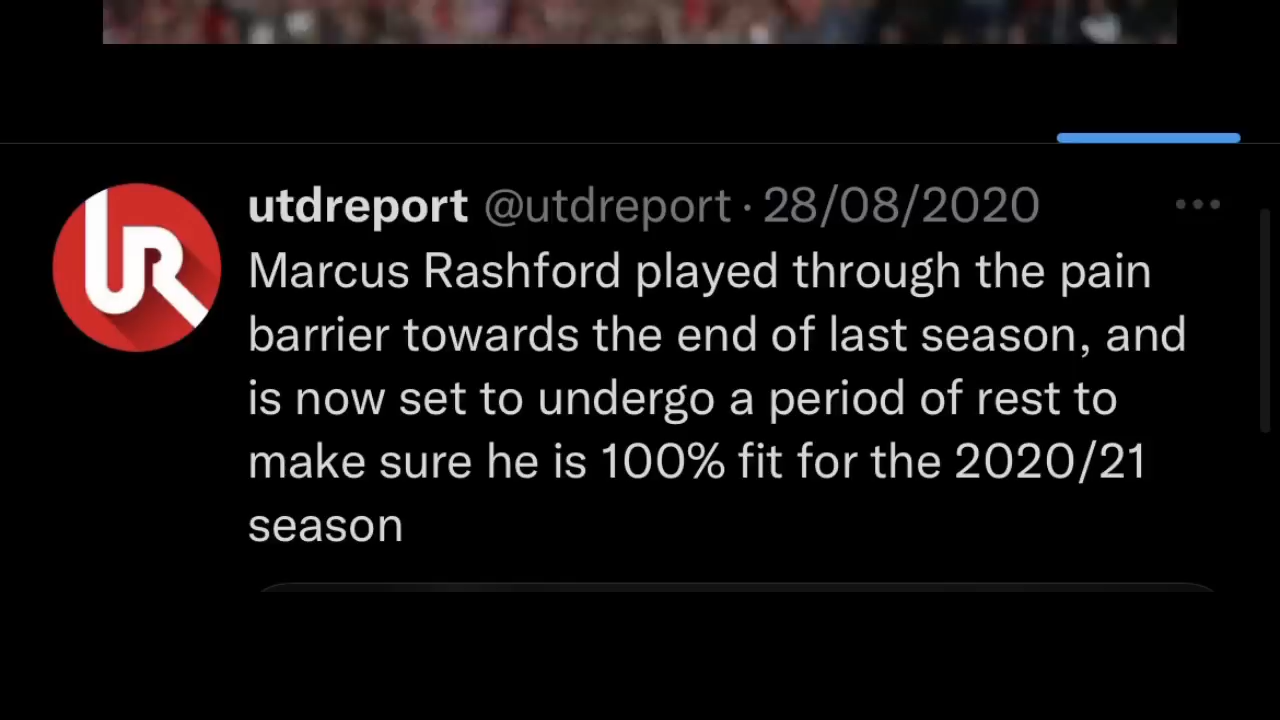 UR
utdreport @utdreport · 28/08/2020
Marcus Rashford played through the pain
barrier towards the end of last season, and
is now set to undergo a period of rest to
make sure he is 100% fit for the 2020/21
season